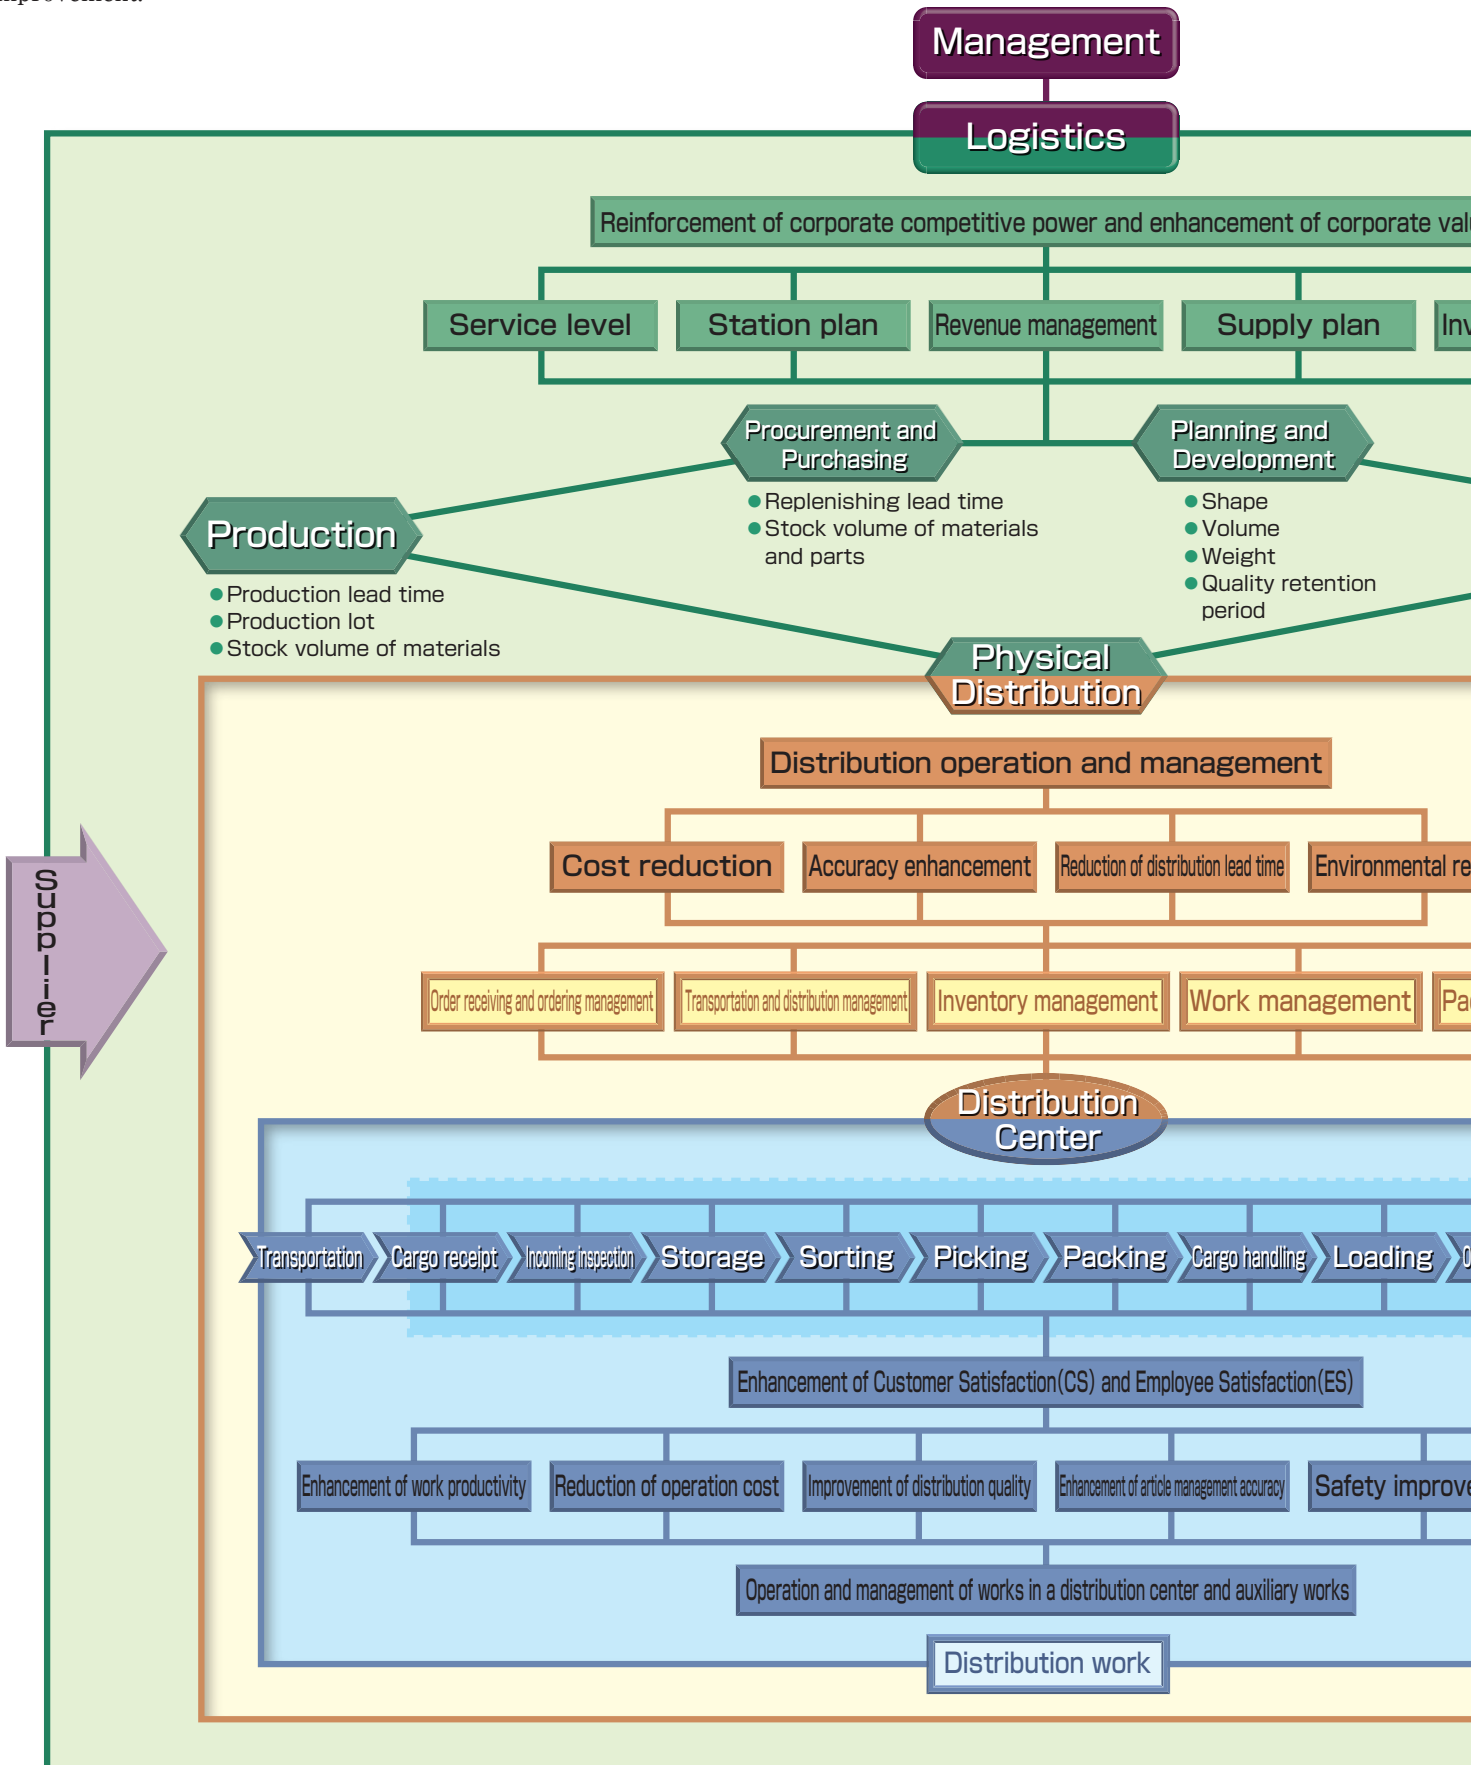 Management
Logistics
Reinforcement of corporate competitive power and enhancement of corporate
Service level
Station plan
Revenue management
Supply plan
Procurement and
Purchasing
Planning and
Development
● Replenishing lead time
● Stock volume of materials
and parts
● Shape
● Volume
● Weight
● Quality retention
period
Production
● Production lead time
● Production lot
● Stock volume of materials
Physical
Distribution
Distribution operation and management
Cost reduction
Accuracy enhancement
Reduction of distribution lead time
Environmental
Supplier
Order receiving and ordering management
Transportation and distribution management
Inventory management
Work management
Distribution
Center
Transportation
Cargo receipt
Incoming inspection
Storage
Sorting
Picking
Packing
Cargo handling
Loading
Enhancement of Customer Satisfaction(CS) and Employee Satisfaction(ES)
Enhancement of work productivity
Reduction of operation cost
Improvement of distribution quality
Enhancement of article management accuracy
Safety
Operation and management of works in a distribution center and auxiliary works
Distribution work